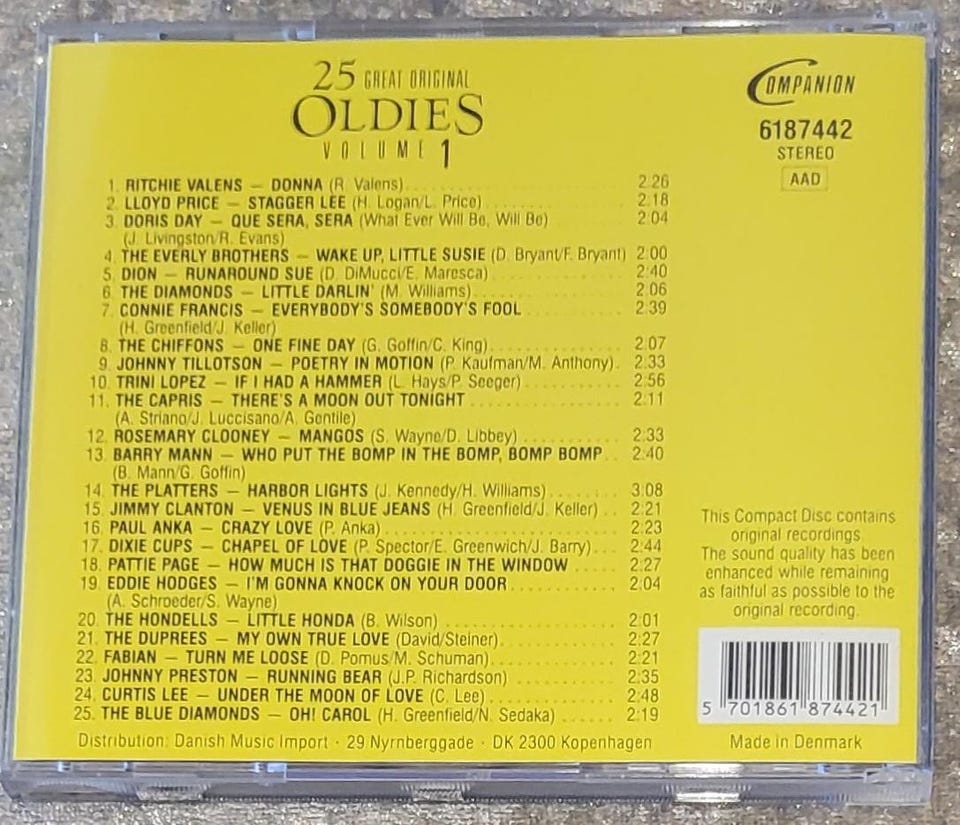 25 GREAT ORIGINAL
OLDIES
VOLUME 1
COMPANION
6187442
STEREO
AAD
1. RITCHIE VALENS – DONNA (R. Valens) 2:26
2. LLOYD PRICE – STAGGER LEE (H. Logan/L. Price) 2:18
3. DORIS DAY – QUE SERA, SERA (What Ever Will Be, Will Be) 2:04
(J. Livingston/R. Evans)
4. THE EVERLY BROTHERS – WAKE UP, LITTLE SUSIE (D. Bryant/F. Bryant) 2:00
5. DION – RUNAROUND SUE (D. DiMucci/E. Maresca) 2:40
6. THE DIAMONDS – LITTLE DARLIN' (M. Williams) 2:06
7. CONNIE FRANCIS – EVERYBODY'S SOMEBODY'S FOOL 2:39
(H. Greenfield/J. Keller)
8. THE CHIFFONS – ONE FINE DAY (G. Goffin/C. King) 2:07
9. JOHNNY TILLOTSON – POETRY IN MOTION (P. Kaufman/M. Anthony) 2:33
10. TRINI LOPEZ – IF I HAD A HAMMER (L. Hays/P. Seeger) 2:56
11. THE CAPRIS – THERE'S A MOON OUT TONIGHT 2:11
(A. Striano/J. Luccisano/A. Gentile)
12. ROSEMARY CLOONEY – MANGOS (S. Wayne/D. Libbey) 2:33
13. BARRY MANN – WHO PUT THE BOMP IN THE BOMP, BOMP BOMP 2:40
(B. Mann/G. Goffin)
14. THE PLATTERS – HARBOR LIGHTS (J. Kennedy/H. Williams) 3:08
15. JIMMY CLANTON – VENUS IN BLUE JEANS (H. Greenfield/J. Keller) 2:21
16. PAUL ANKA – CRAZY LOVE (P. Anka) 2:23
17. DIXIE CUPS – CHAPEL OF LOVE (P. Spector/E. Greenwich/J. Barry) 2:44
18. PATTIE PAGE – HOW MUCH IS THAT DOGGIE IN THE WINDOW 2:27
19. EDDIE HODGES – I'M GONNA KNOCK ON YOUR DOOR 2:04
(A. Schroeder/S. Wayne)
20. THE HONDELLS – LITTLE HONDA (B. Wilson) 2:01
21. THE DUPREES – MY OWN TRUE LOVE (David/Steiner) 2:27
22. FABIAN – TURN ME LOOSE (D. Pomus/M. Schuman) 2:21
23. JOHNNY PRESTON – RUNNING BEAR (J.P. Richardson) 2:35
24. CURTIS LEE – UNDER THE MOON OF LOVE (C. Lee) 2:48
25. THE BLUE DIAMONDS – OH! CAROL (H. Greenfield/N. Sedaka) 2:19
Distribution: Danish Music Import · 29 Nyrnberggade · DK 2300 Kopenhagen
This Compact Disc contains
original recordings.
The sound quality has been
enhanced while remaining
as faithful as possible to the
original recording.
5 701861 874421
Made in Denmark